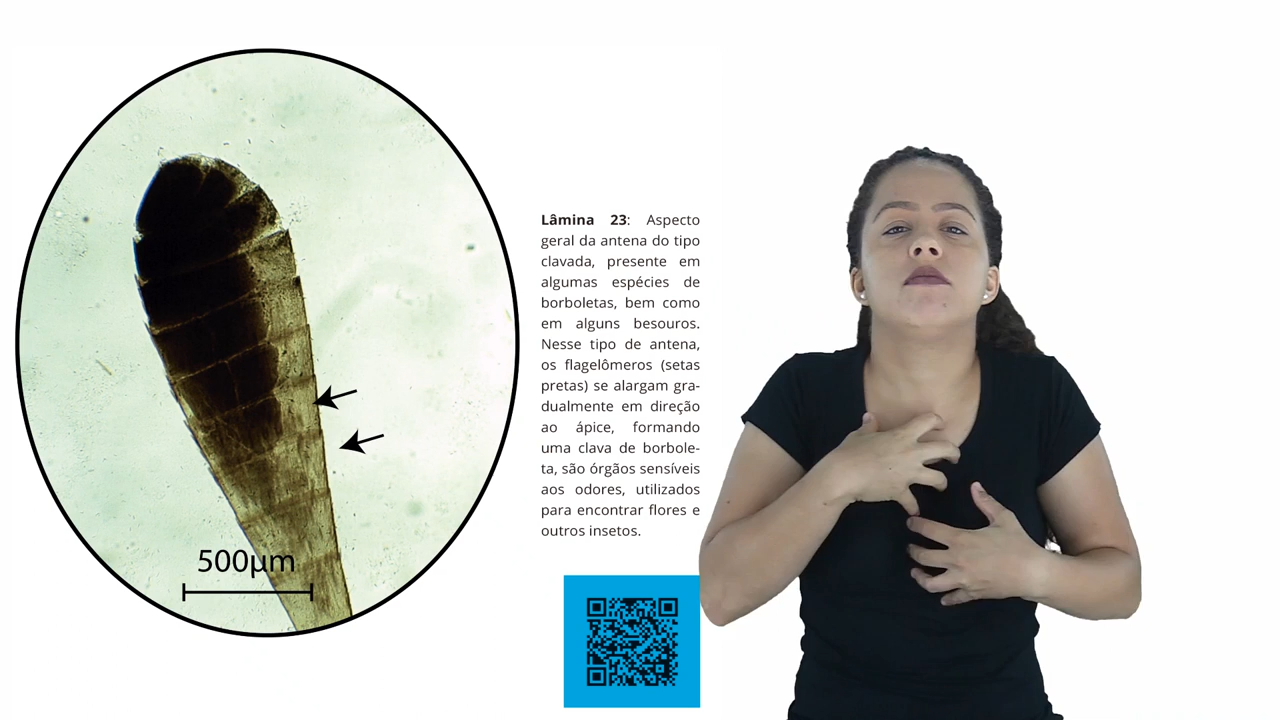 Lâmina 23: Aspecto
geral da antena do tipo
clavada, presente em
algumas espécies de
borboletas, bem como
em alguns besouros.
Nesse tipo de antena,
os flagelômeros (setas
pretas) se alargam gra-
dualmente em direção
ao ápice, formando
uma clava de borbole-
ta, são órgãos sensíveis
aos odores, utilizados
para encontrar flores e
outros insetos.
500µm